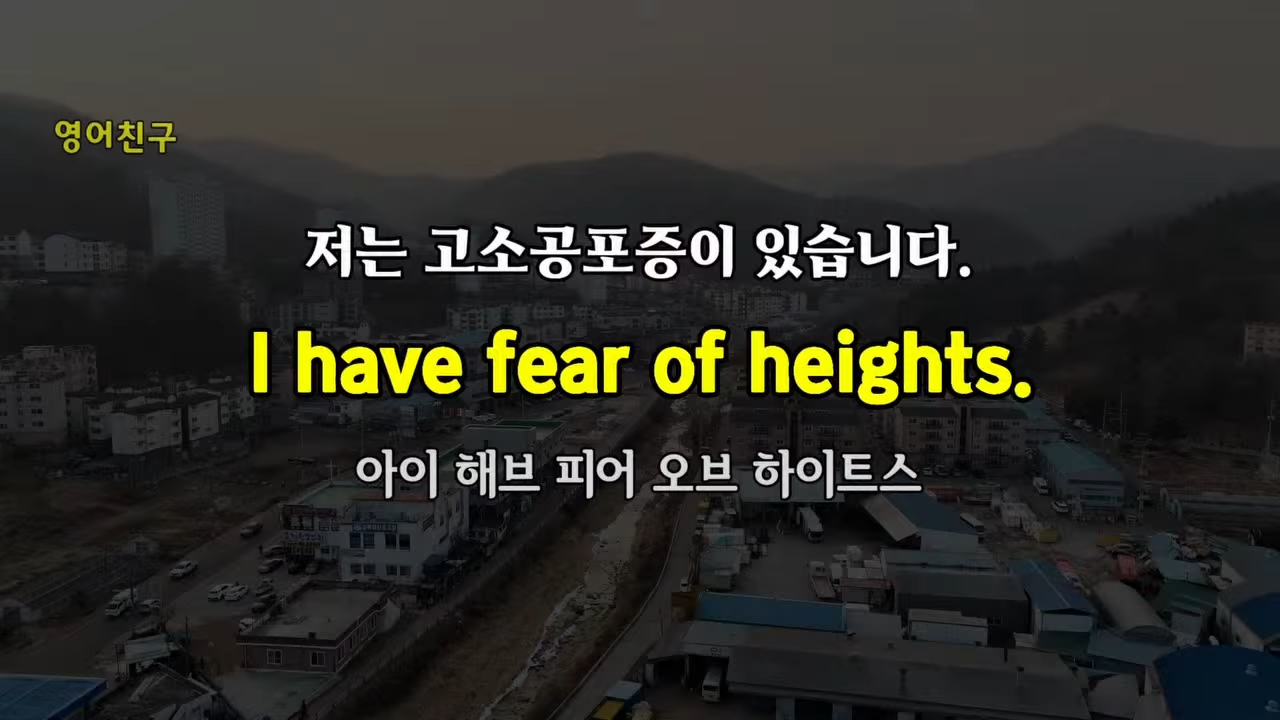 영어친구
저는 고소공포증이 있습니다.
I have fear of heights.
아이 해브 피어 오브 하이트스